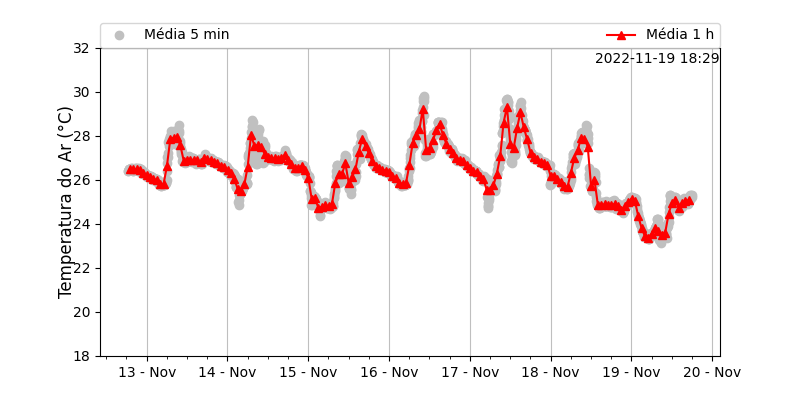 Média 5 min
Média 1 h
2022-11-19 18:29
Temperatura do Ar (°C)
32
30
28
26
24
22
20
18
13 - Nov
14 - Nov
15 - Nov
16 - Nov
17 - Nov
18 - Nov
19 - Nov
20 - Nov